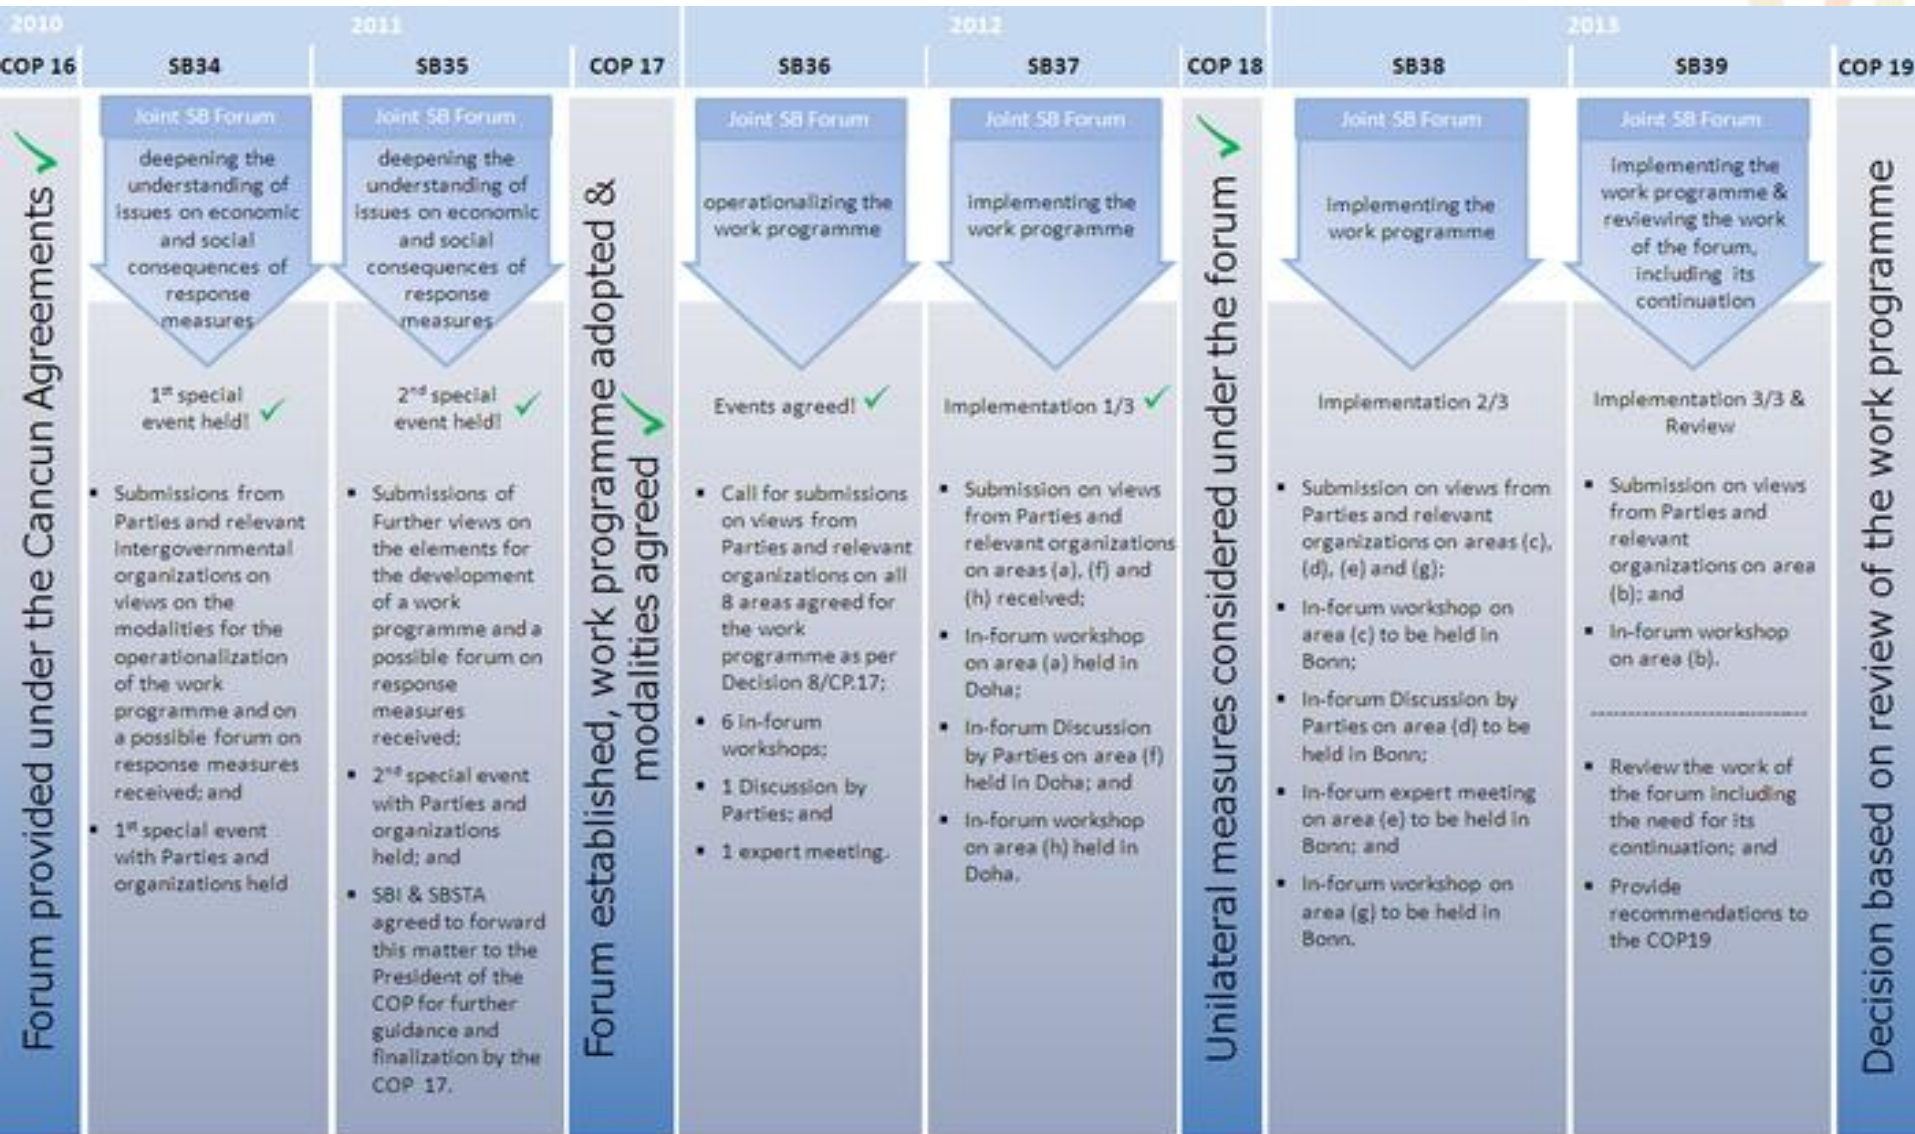 2010
2011
2012
2013
COP 16
SB34
SB35
COP 17
SB36
SB37
COP 18
SB38
SB39
COP 19
Forum provided under the Cancun Agreements
Joint SB Forum
deepening the
understanding of
issues on economic
and social
consequences of
response
measures
1st special
event held!
▪ Submissions from
Parties and relevant
intergovernmental
organizations on
views on the
modalities for the
operationalization
of the work
programme and on
a possible forum on
response measures
received; and
▪ 1st special event
with Parties and
organizations held
Joint SB Forum
deepening the
understanding of
issues on economic
and social
consequences of
response
measures
2nd special
event held!
▪ Submissions of
Further views on
the elements for
the development
of a work
programme and a
possible forum on
response
measures
received;
▪ 2nd special event
with Parties and
organizations
held; and
▪ SBI & SBSTA
agreed to forward
this matter to the
President of the
COP for further
guidance and
finalization by the
COP 17.
Forum established, work programme adopted &
modalities agreed
Joint SB Forum
operationalizing the
work programme
Events agreed!
▪ Call for submissions
on views from
Parties and relevant
organizations on all
8 areas agreed for
the work
programme as per
Decision 8/CP.17;
▪ 6 in-forum
workshops;
▪ 1 Discussion by
Parties; and
▪ 1 expert meeting.
Joint SB Forum
implementing the
work programme
Implementation 1/3
▪ Submission on views
from Parties and
relevant organizations
on areas (a), (f) and
(h) received;
▪ In-forum workshop
on area (a) held in
Doha;
▪ In-forum Discussion
by Parties on area (f)
held in Doha; and
▪ In-forum workshop
on area (h) held in
Doha.
Unilateral measures considered under the forum
Joint SB Forum
implementing the
work programme
Implementation 2/3
▪ Submission on views from
Parties and relevant
organizations on areas (c),
(d), (e) and (g);
▪ In-forum workshop on
area (c) to be held in
Bonn;
▪ In-forum Discussion by
Parties on area (d) to be
held in Bonn;
▪ In-forum expert meeting
on area (e) to be held in
Bonn; and
▪ In-forum workshop on
area (g) to be held in
Bonn.
Joint SB Forum
implementing the
work programme &
reviewing the work
of the forum,
including its
continuation
Implementation 3/3 &
Review
▪ Submission on views
from Parties and
relevant
organizations on area
(b); and
▪ In-forum workshop
on area (b).
▪ Review the work of
the forum including
the need for its
continuation; and
▪ Provide
recommendations to
the COP19
Decision based on review of the work programme